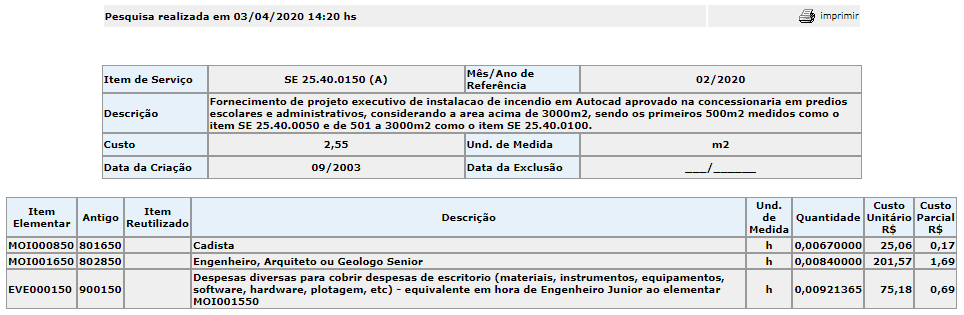 Pesquisa realizada em 03/04/2020 14:20 hs imprimir
Item de Serviço SE 25.40.0150 (A) Mês/Ano de Referência 02/2020
Descrição Fornecimento de projeto executivo de instalacao de incendio em Autocad aprovado na concessionaria em predios
escolares e administrativos, considerando a area acima de 3000m2, sendo os primeiros 500m2 medidos como o
item SE 25.40.0050 e de 501 a 3000m2 como o item SE 25.40.0100.
Custo 2,55 Und. de Medida m2
Data da Criação 09/2003 Data da Exclusão ___/______
Item Elementar Antigo Item Reutilizado Descrição Und. de Medida Quantidade Custo Unitário R$ Custo Parcial R$
MOI000850 801650 Cadista h 0,00670000 25,06 0,17
MOI001650 802850 Engenheiro, Arquiteto ou Geologo Senior h 0,00840000 201,57 1,69
EVE000150 900150 Despesas diversas para cobrir despesas de escritorio (materiais, instrumentos, equipamentos,
software, hardware, plotagem, etc) - equivalente em hora de Engenheiro Junior ao elementar
MOI001550 h 0,00921365 75,18 0,69